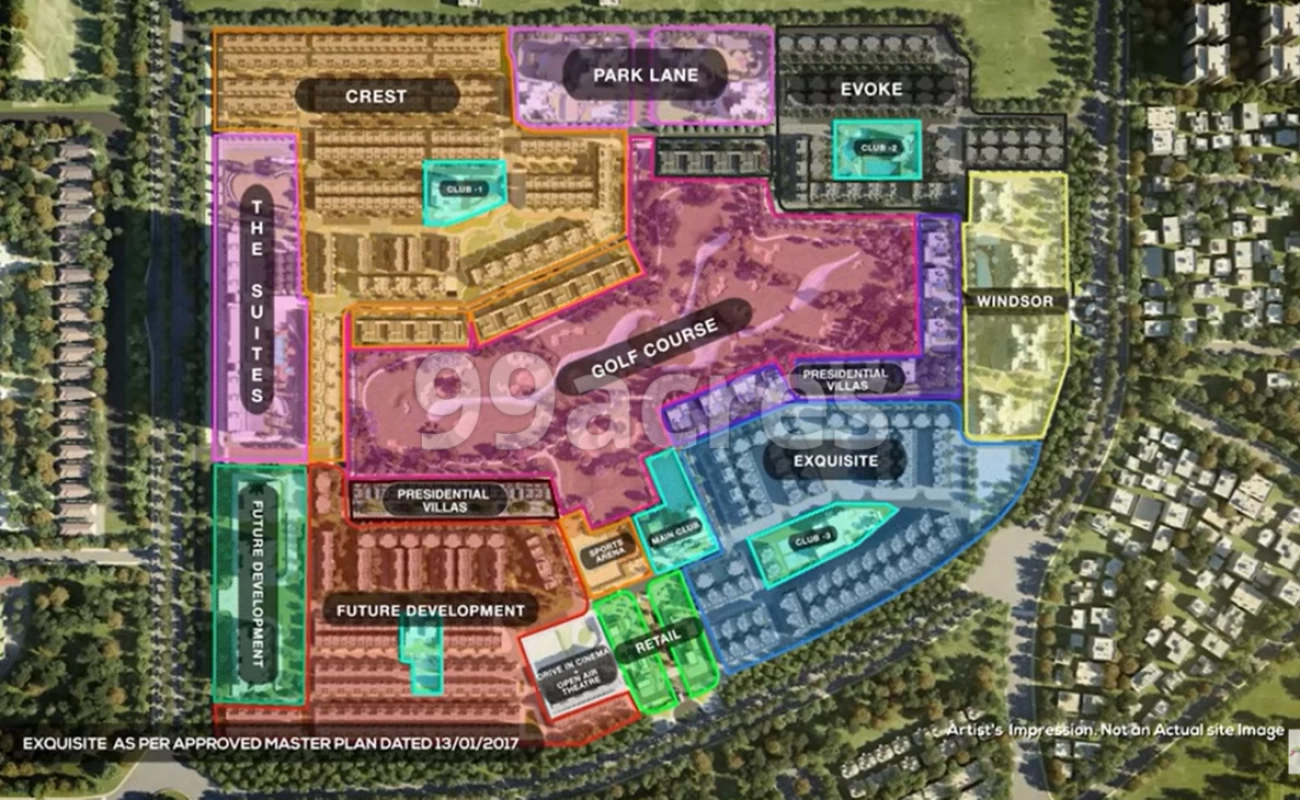 PARK LANE
CREST
EVOKE
CLUB -2
CLUB -1
THE SUITES
WINDSOR
GOLF COURSE
PRESIDENTIAL
VILLAS
99acres
EXQUISITE
PRESIDENTIAL
VILLAS
FUTURE DEVELOPMENT
SPORTS
ARENA
MAIN CLUB
CLUB -3
FUTURE DEVELOPMENT
RETAIL
DRIVE IN CINEMA
OPEN AIR
THEATRE
EXQUISITE AS PER APPROVED MASTER PLAN DATED 13/01/2017
Artist's Impression. Not an Actual site Image